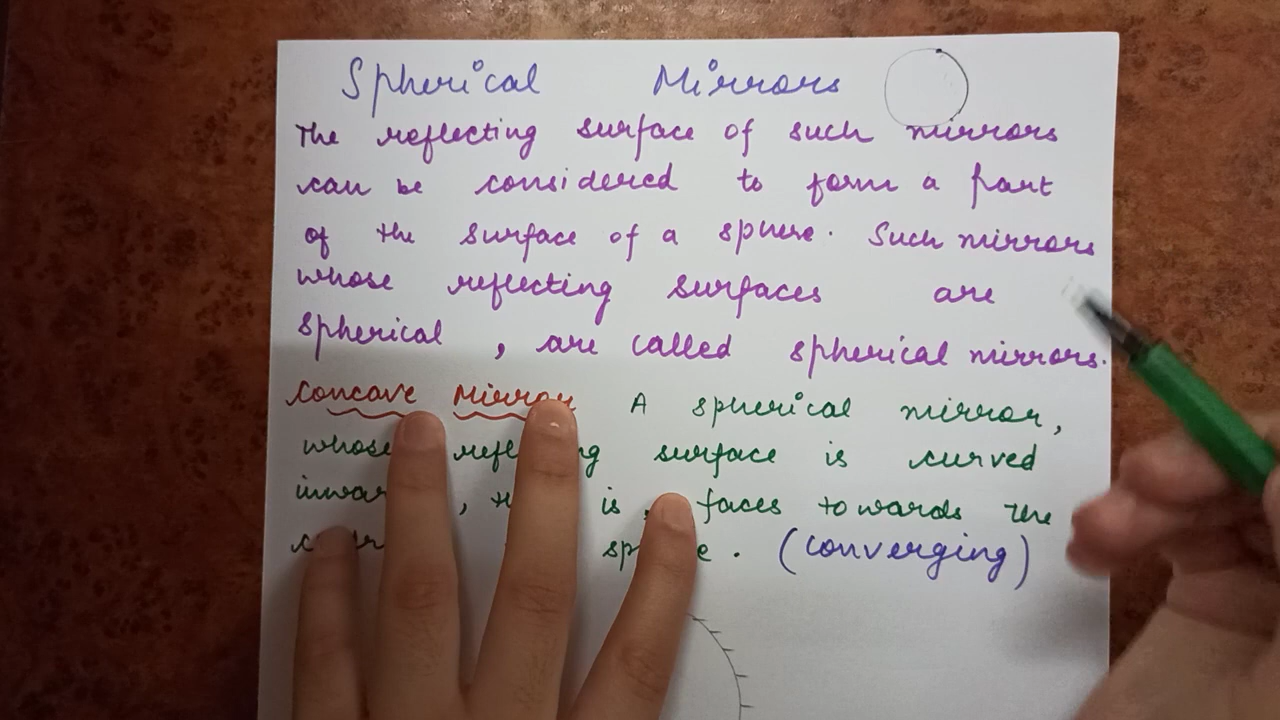 Spherical Mirrors
The reflecting surface of such mirrors
can be considered to form a part
of the surface of a sphere. Such mirrors
whose reflecting surfaces are
spherical, are called spherical mirrors.
Concave Mirror A spherical mirror,
whose surface is curved
, is, faces towards the
. (converging)